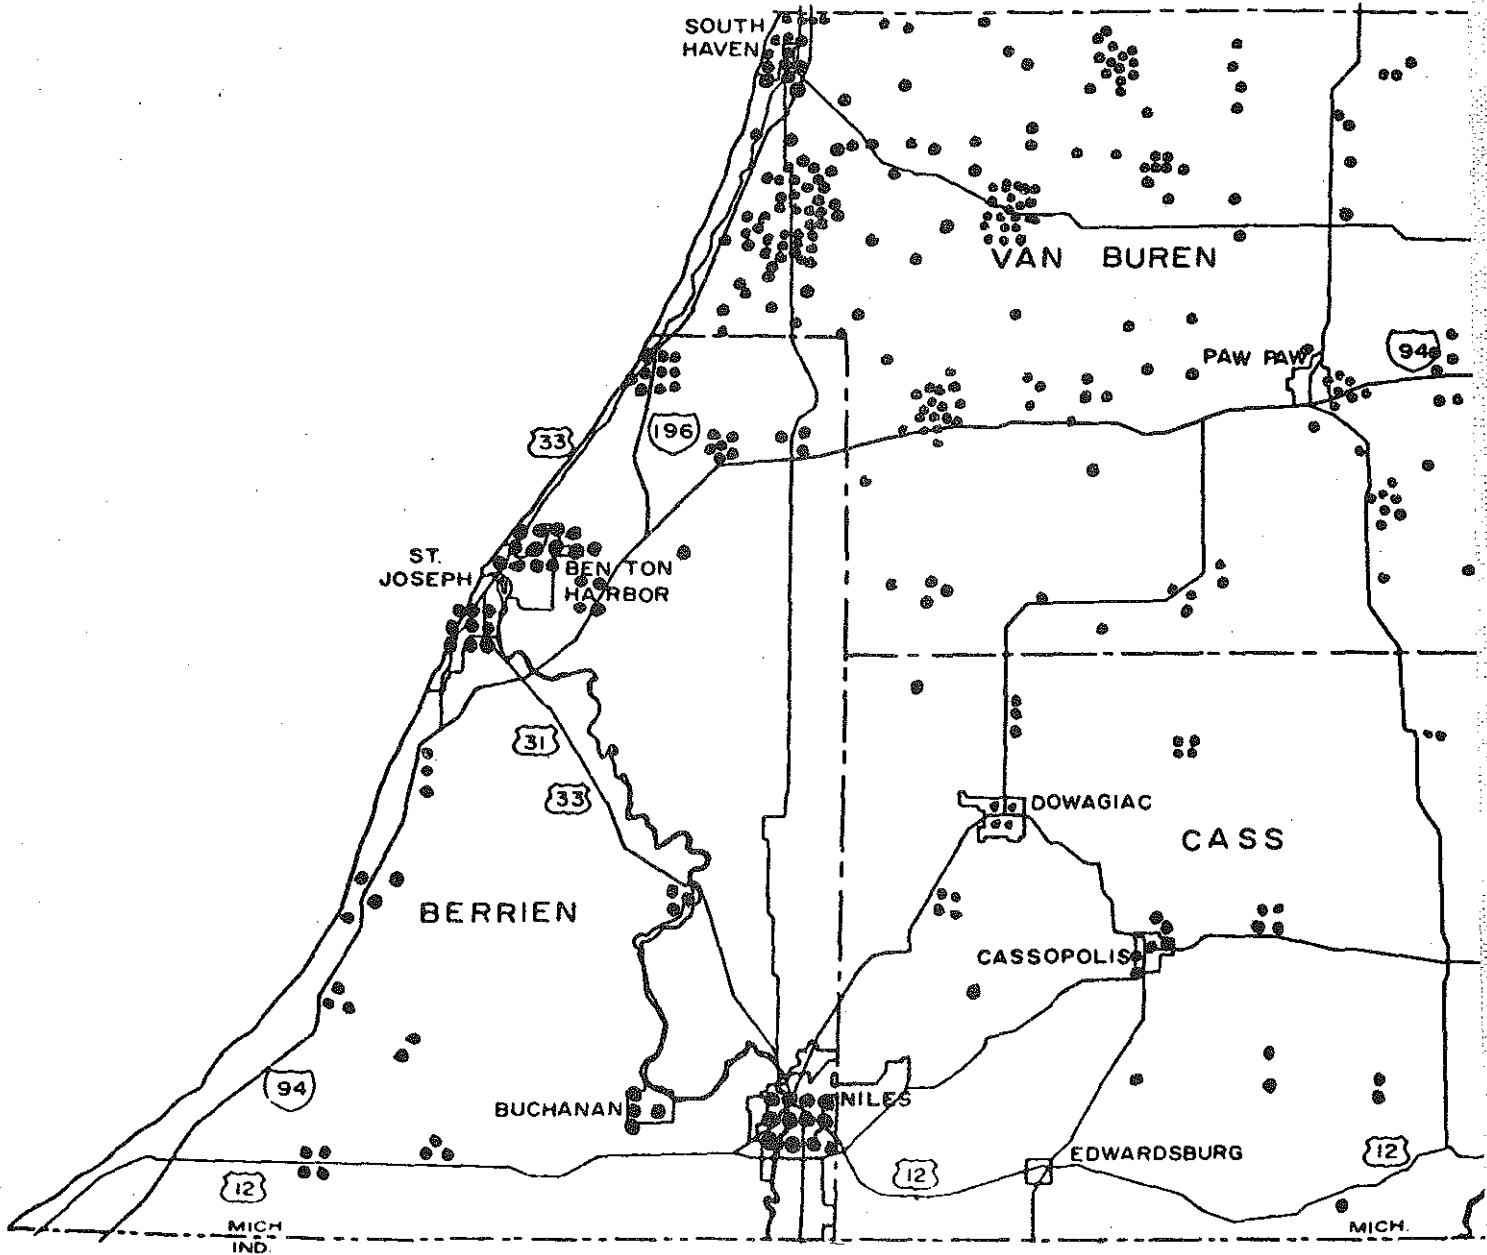 SOUTH
HAVEN
VAN BUREN
PAW PAW
94
196
33
ST.
JOSEPH
BENTON
HARBOR
31
33
DOWAGIAC
CASS
BERRIEN
CASSOPOLIS
94
BUCHANAN
NILES
EDWARDSBURG
12
12
12
MICH
IND.
MICH.